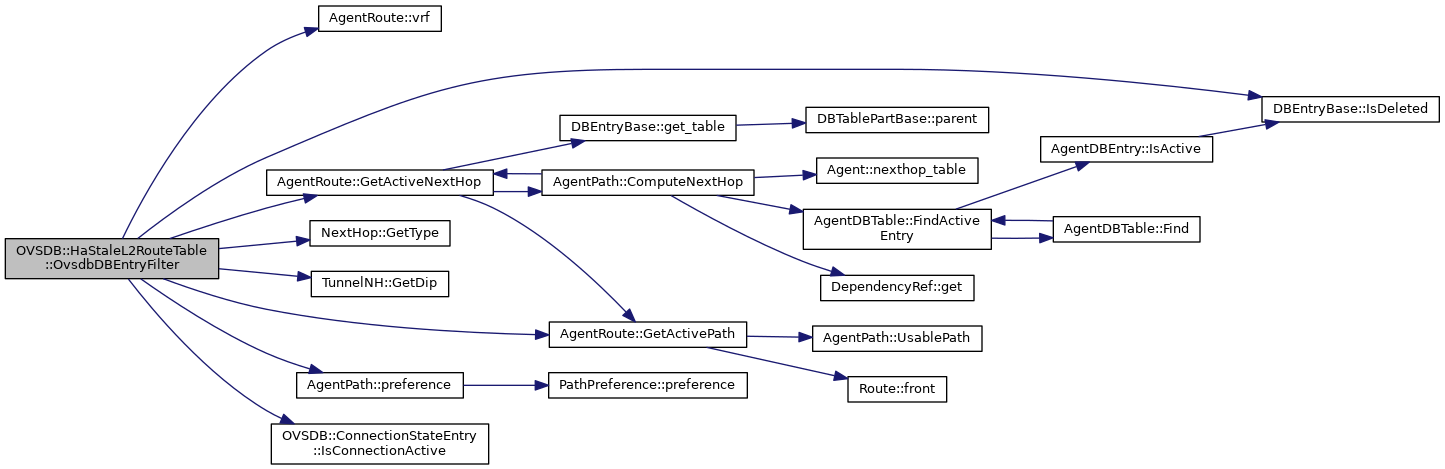 AgentRoute::vrf
DBEntryBase::IsDeleted
DBEntryBase::get_table
DBTablePartBase::parent
AgentDBEntry::IsActive
AgentRoute::GetActiveNextHop
AgentPath::ComputeNextHop
Agent::nexthop_table
AgentDBTable::FindActive
Entry
AgentDBTable::Find
NextHop::GetType
OVSDB::HaStaleL2RouteTable
::OvsdbDBEntryFilter
TunnelNH::GetDip
DependencyRef::get
AgentRoute::GetActivePath
AgentPath::UsablePath
AgentPath::preference
PathPreference::preference
Route::front
OVSDB::ConnectionStateEntry
::IsConnectionActive